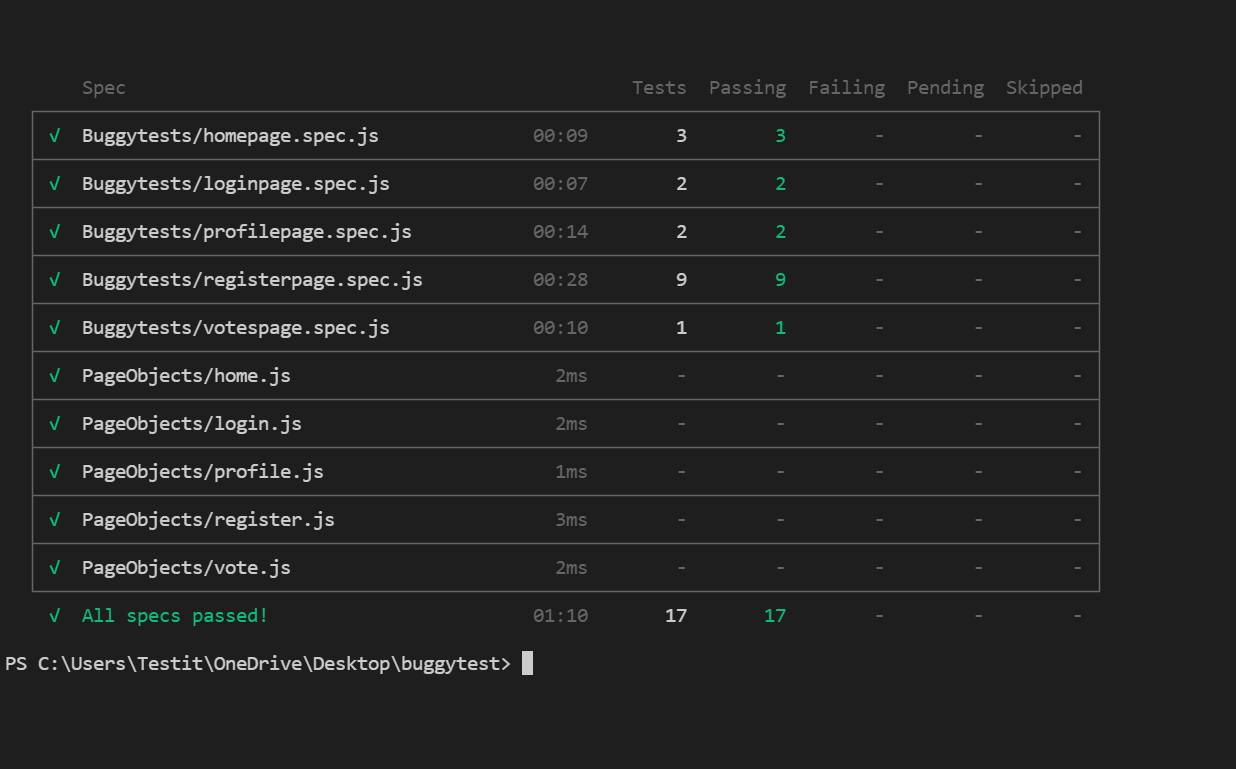 Spec Tests Passing Failing Pending Skipped
√ Buggytests/homepage.spec.js 00:09 3 3 - - -
√ Buggytests/loginpage.spec.js 00:07 2 2 - - -
√ Buggytests/profilepage.spec.js 00:14 2 2 - - -
√ Buggytests/registerpage.spec.js 00:28 9 9 - - -
√ Buggytests/votespage.spec.js 00:10 1 1 - - -
√ PageObjects/home.js 2ms - - - - -
√ PageObjects/login.js 2ms - - - - -
√ PageObjects/profile.js 1ms - - - - -
√ PageObjects/register.js 3ms - - - - -
√ PageObjects/vote.js 2ms - - - - -
√ All specs passed! 01:10 17 17 - - -
PS C:\Users\Testit\OneDrive\Desktop\buggytest>